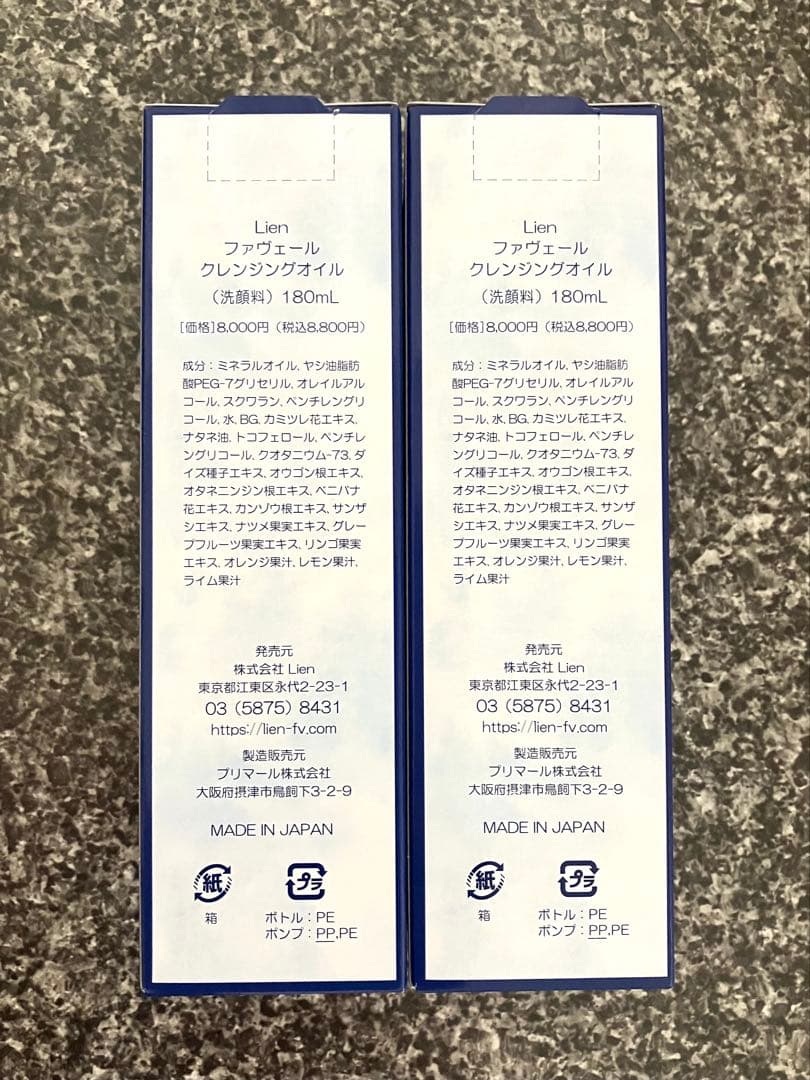 Lien
ファヴェール
クレンジングオイル
（洗顔料）180mL
[価格]8,000円（税込8,800円）
成分：ミネラルオイル、ヤシ油脂肪
酸PEG-7グリセリル、オレイルアル
コール、スクワラン、ペンチレングリ
コール、水、BG、カミツレ花エキス、
ナタネ油、トコフェロール、ペンチレ
ングリコール、クオタニウム-73、ダ
イズ種子エキス、オウゴン根エキス、
オタネニンジン根エキス、ベニバナ
花エキス、カンゾウ根エキス、サンザ
シエキス、ナツメ果実エキス、グレー
プフルーツ果実エキス、リンゴ果実
エキス、オレンジ果汁、レモン果汁、
ライム果汁
発売元
株式会社 Lien
東京都江東区永代2-23-1
03（5875）8431
https://lien-fv.com
製造販売元
プリマール株式会社
大阪府摂津市鳥飼下3-2-9
MADE IN JAPAN
紙
プラ
箱
ボトル：PE
ポンプ：PP,PE
Lien
ファヴェール
クレンジングオイル
（洗顔料）180mL
[価格]8,000円（税込8,800円）
成分：ミネラルオイル、ヤシ油脂肪
酸PEG-7グリセリル、オレイルアル
コール、スクワラン、ペンチレングリ
コール、水、BG、カミツレ花エキス、
ナタネ油、トコフェロール、ペンチレ
ングリコール、クオタニウム-73、ダ
イズ種子エキス、オウゴン根エキス、
オタネニンジン根エキス、ベニバナ
花エキス、カンゾウ根エキス、サンザ
シエキス、ナツメ果実エキス、グレー
プフルーツ果実エキス、リンゴ果実
エキス、オレンジ果汁、レモン果汁、
ライム果汁
発売元
株式会社 Lien
東京都江東区永代2-23-1
03（5875）8431
https://lien-fv.com
製造販売元
プリマール株式会社
大阪府摂津市鳥飼下3-2-9
MADE IN JAPAN
紙
プラ
箱
ボトル：PE
ポンプ：PP,PE